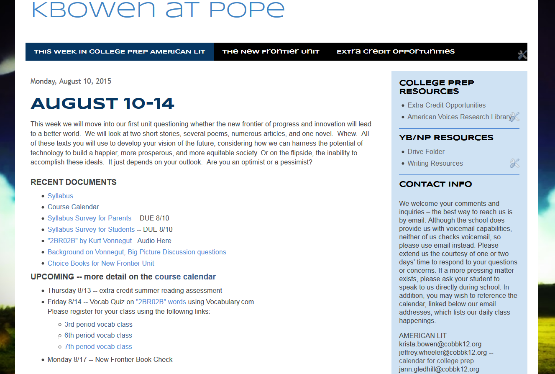 KBOWEN AT POPE
THIS WEEK IN COLLEGE PREP AMERICAN LIT
THE NEW FRONTIER UNIT
EXTRA CREDIT OPPORTUNITIES
Monday, August 10, 2015
AUGUST 10-14
This week we will move into our first unit questioning whether the new frontier of progress and innovation will lead
to a better world. We will look at two short stories, several poems, numerous articles, and one novel. Whew. All
of these texts you will use to develop your vision of the future, considering how we can harness the potential of
technology to build a happier, more prosperous, and more equitable society. Or on the flipside, the inability to
accomplish these ideals. It just depends on your outlook. Are you an optimist or a pessimist?
RECENT DOCUMENTS
Syllabus
Course Calendar
Syllabus Survey for Parents -- DUE 8/10
Syllabus Survey for Students -- DUE 8/10
"2BR02B" by Kurt Vonnegut Audio Here
Background on Vonnegut, Big Picture Discussion questions
Choice Books for New Frontier Unit
UPCOMING -- more detail on the course calendar
Thursday 8/13 -- extra credit summer reading assessment
Friday 8/14 -- Vocab Quiz on "2BR02B" words using Vocabulary.com
Please register for your class using the following links.
3rd period vocab class
6th period vocab class
7th period vocab class
Monday 8/17 -- New Frontier Book Check
COLLEGE PREP
RESOURCES
Extra Credit Opportunities
American Voices Research Library
YB/NP RESOURCES
Drive Folder
Writing Resources
CONTACT INFO
We welcome your comments and
inquiries -- the best way to reach us is
by email. Although the school does
provide us with voicemail capabilities,
neither of us checks voicemail, so
please use email instead. Please
extend us the courtesy of one or two
days' time to respond to your questions
or concerns. If a more pressing matter
exists, please ask your student to
speak to us directly during school. In
addition, you may wish to reference the
calendar, linked below our email
addresses, which lists our daily class
happenings.
AMERICAN LIT
krista.bowen@cobbk12.org
jeffrey.wheeler@cobbk12.org --
calendar for college prep
jann.gledhill@cobbk12.org